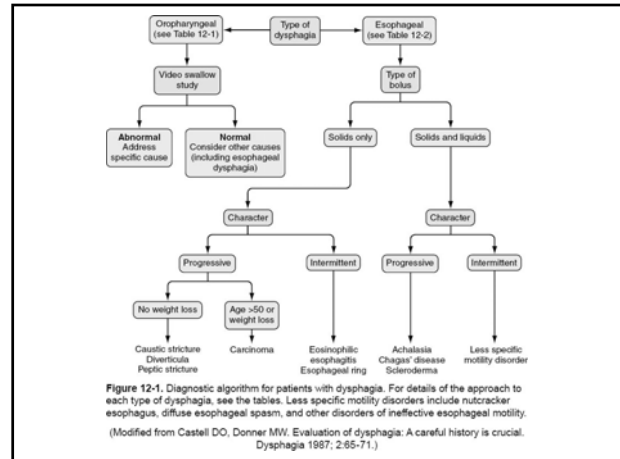 Oropharyngeal
(see Table 12-1)
Type of
dysphagia
Esophageal
(see Table 12-2)
Video swallow
study
Type of
bolus
Abnormal
Address
specific cause
Normal
Consider other causes
(including esophageal
dysphagia)
Solids only
Solids and liquids
Character
Character
Progressive
Intermittent
Progressive
Intermittent
No weight loss
Age >50 or
weight loss
Caustic stricture
Diverticula
Peptic stricture
Carcinoma
Eosinophilic
esophagitis
Esophageal ring
Achalasia
Chagas' disease
Scleroderma
Less specific
motility disorder
Figure 12-1. Diagnostic algorithm for patients with dysphagia. For details of the approach to
each type of dysphagia, see the tables. Less specific motility disorders include nutcracker
esophagus, diffuse esophageal spasm, and other disorders of ineffective esophageal motility.
(Modified from Castell DO, Donner MW. Evaluation of dysphagia: A careful history is crucial.
Dysphagia 1987; 2:65-71.)